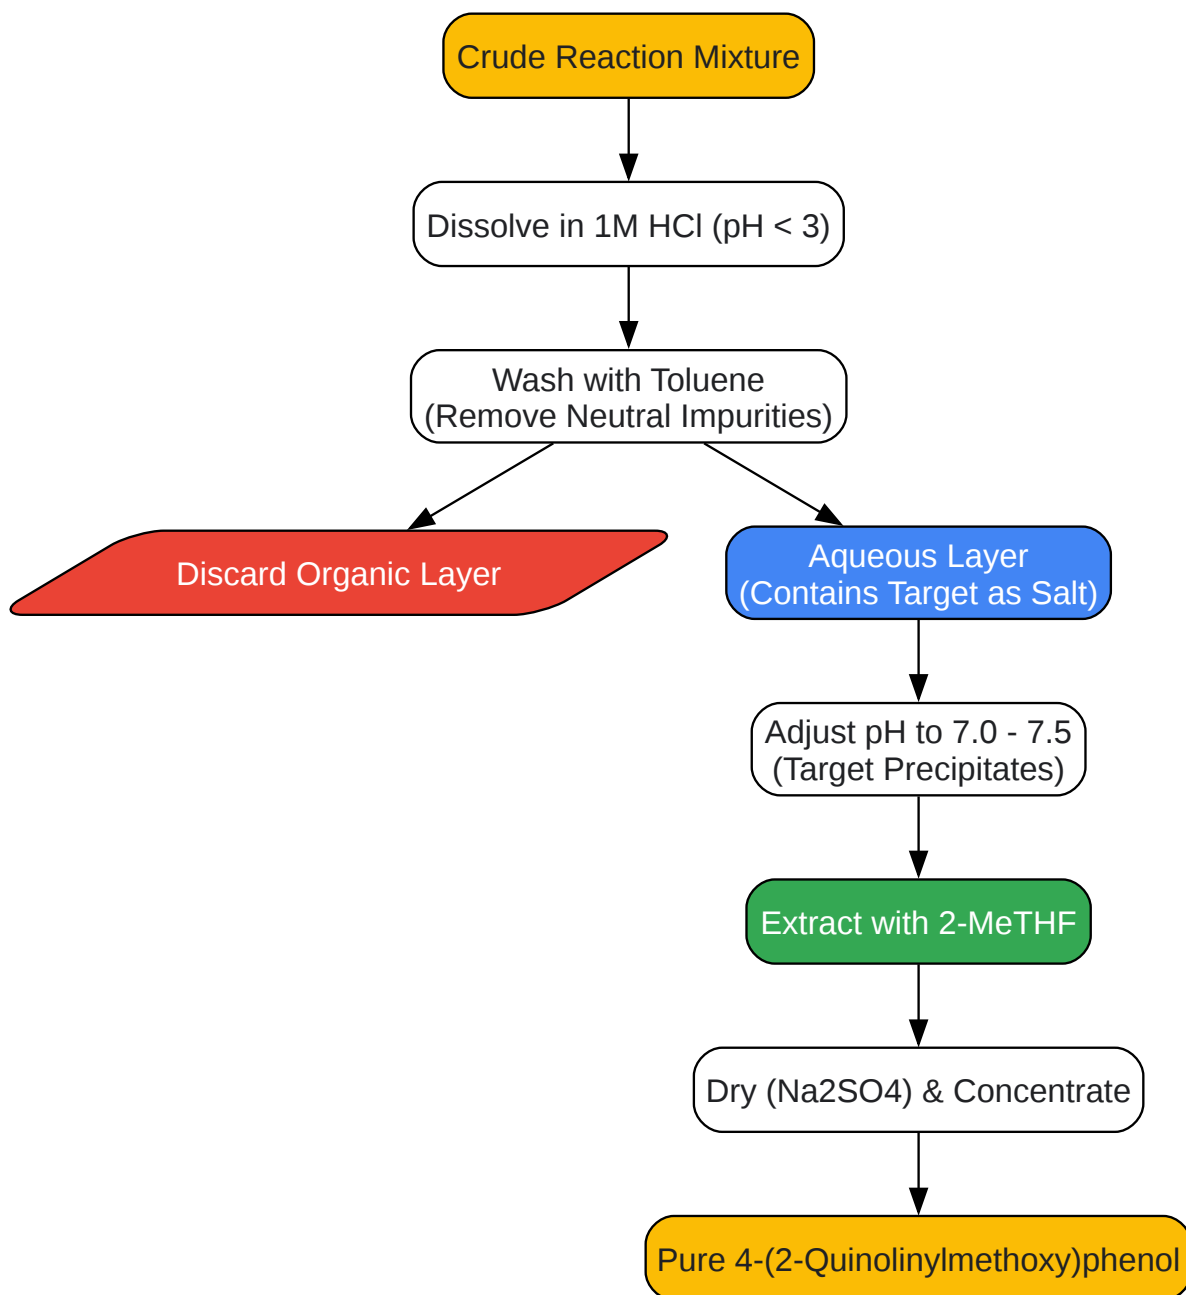 Crude Reaction Mixture
Dissolve in 1M HCl (pH < 3)
Wash with Toluene
(Remove Neutral Impurities)
Discard Organic Layer
Aqueous Layer
(Contains Target as Salt)
Adjust pH to 7.0 - 7.5
(Target Precipitates)
Extract with 2-MeTHF
Dry (Na2SO4) & Concentrate
Pure 4-(2-Quinolinylmethoxy)phenol